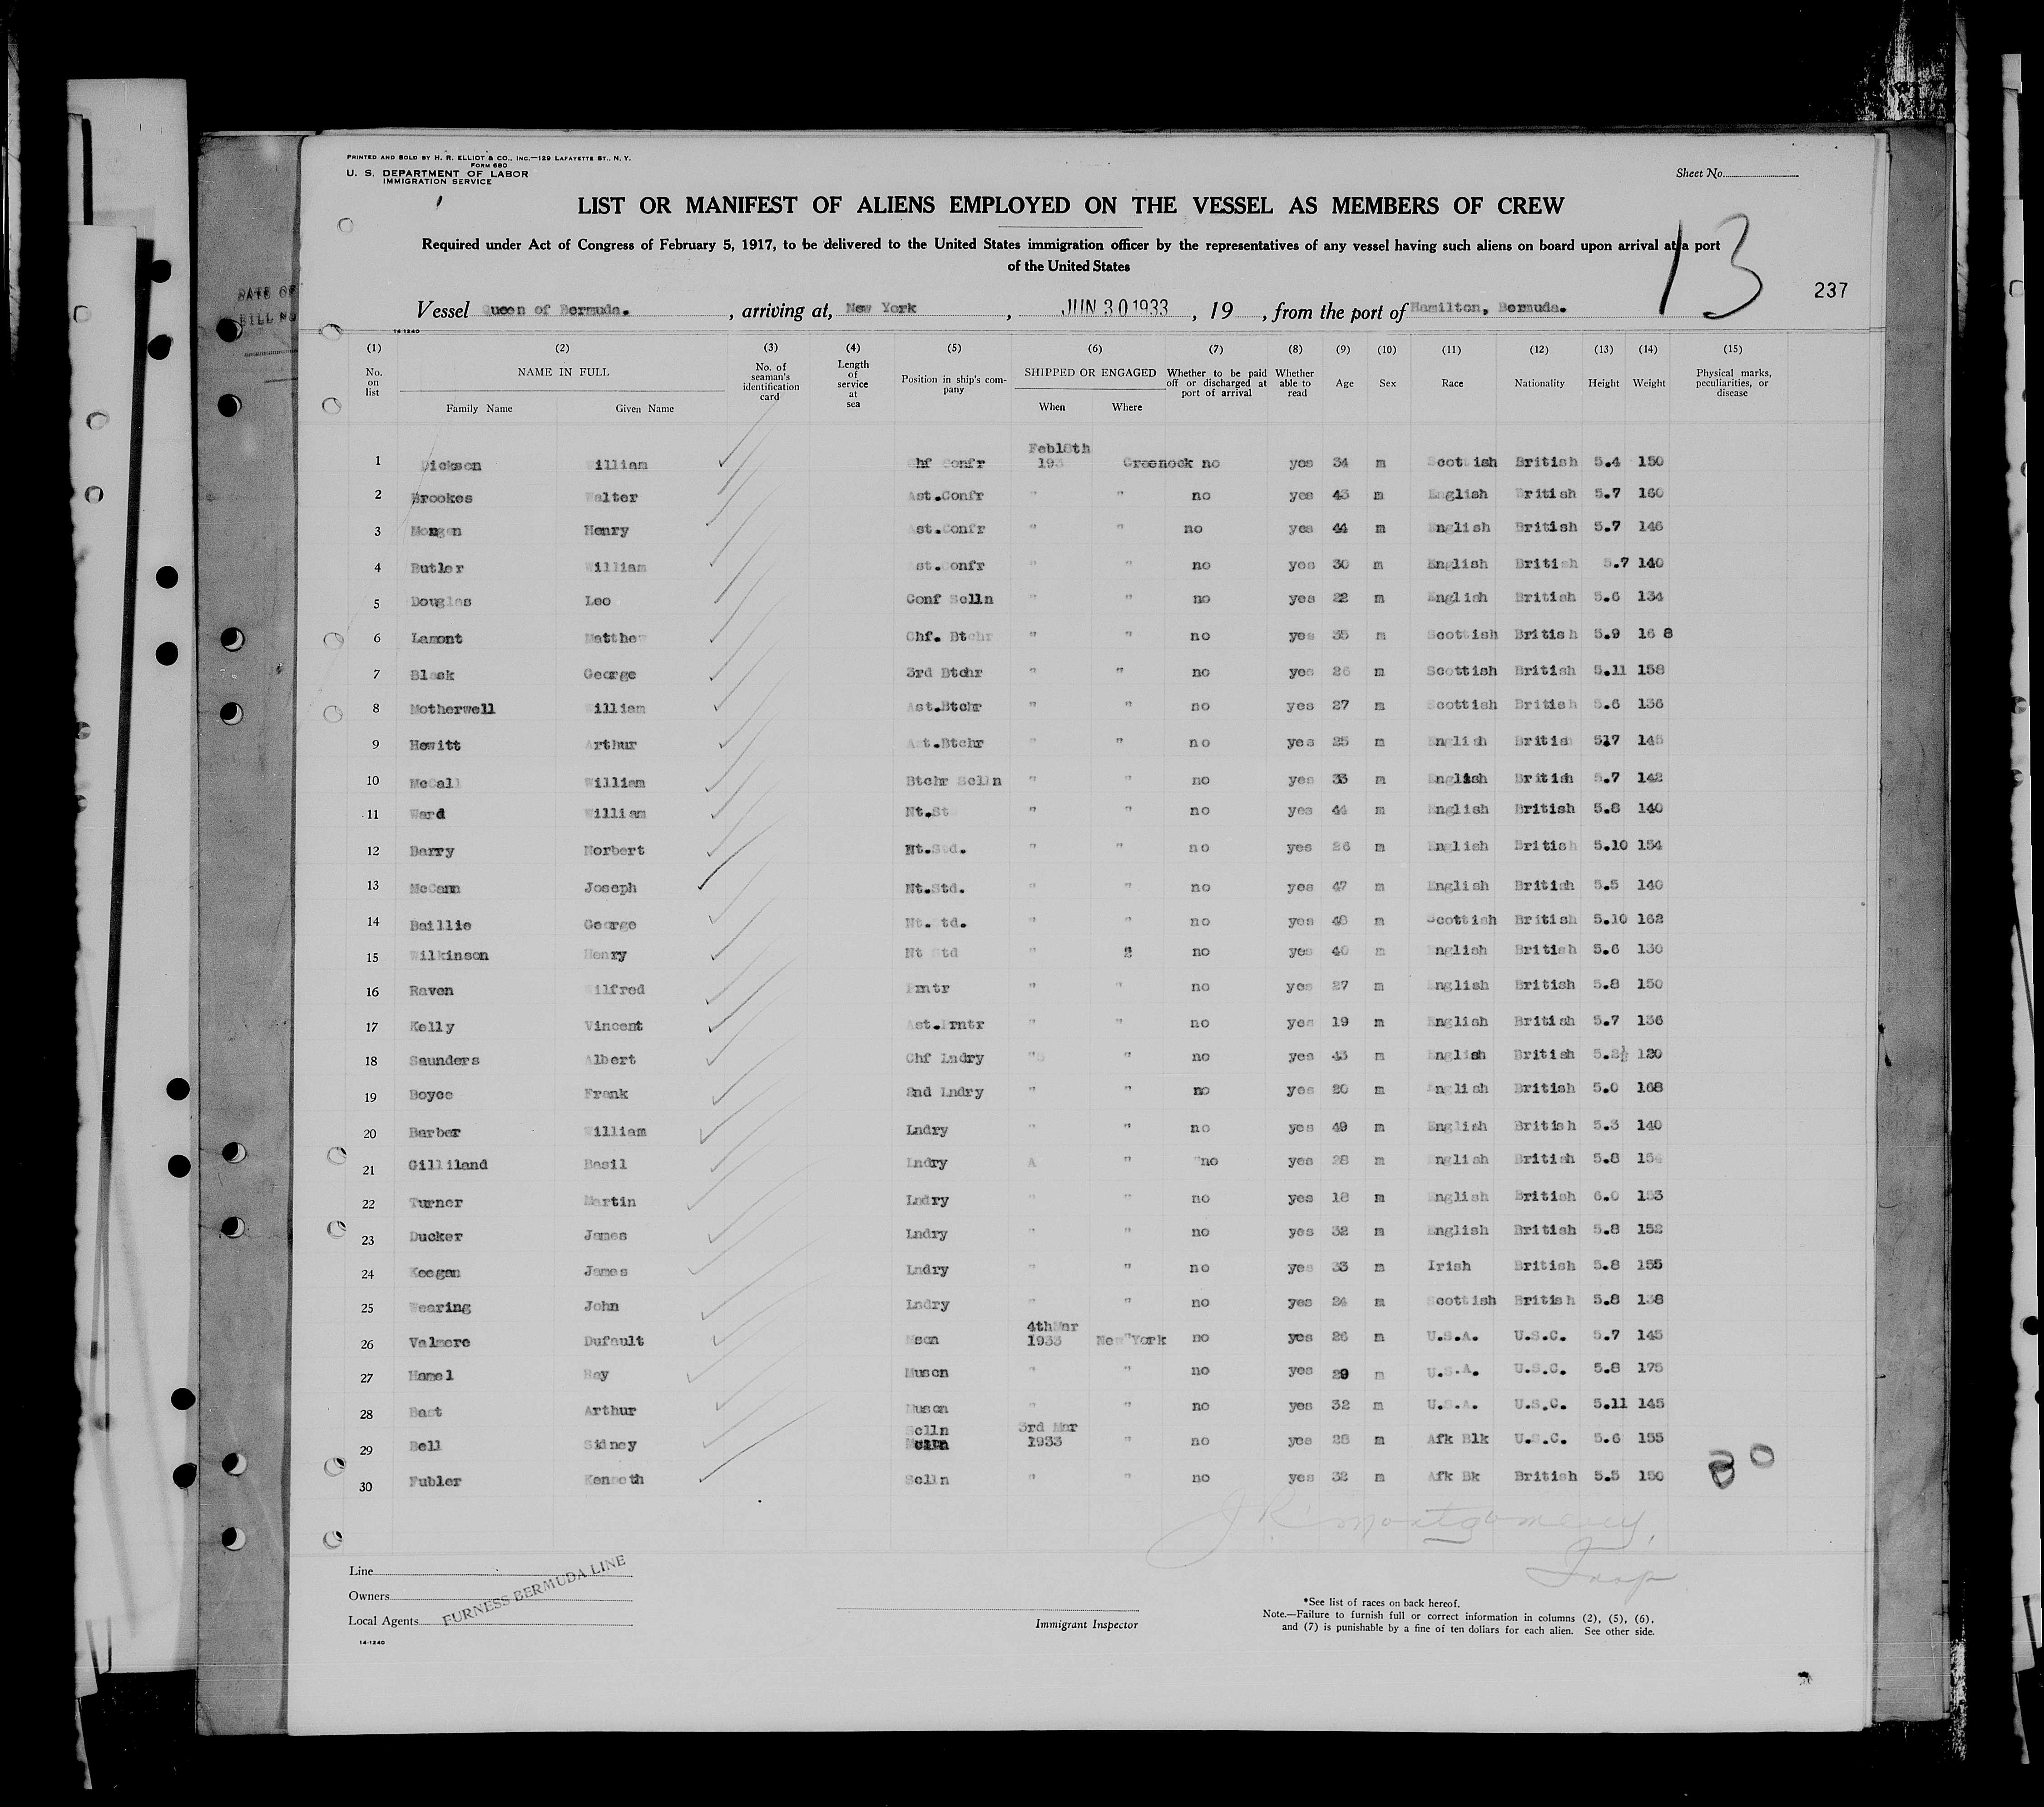 PRINTED AND SOLD BY H. R. ELLIOT & CO., INC.—129 LAFAYETTE ST., N. Y.
FORM 680
U. S. DEPARTMENT OF LABOR
IMMIGRATION SERVICE
Sheet No.
LIST OR MANIFEST OF ALIENS EMPLOYED ON THE VESSEL AS MEMBERS OF CREW
Required under Act of Congress of February 5, 1917, to be delivered to the United States immigration officer by the representatives of any vessel having such aliens on board upon arrival at a port
of the United States
13
237
DATE OF
BILL NO
Vessel Queen of Bermuda. , arriving at, New York , JUN 30 1933 , 19 , from the port of Hamilton, Bermuda.
14-1240
(1) (2) (3) (4) (5) (6) (7) (8) (9) (10) (11) (12) (13) (14) (15)
No. on list NAME IN FULL Family Name Given Name No. of seaman's identification card Length of service at sea Position in ship's company SHIPPED OR ENGAGED When Where Whether to be paid off or discharged at port of arrival Whether able to read Age Sex Race Nationality Height Weight Physical marks, peculiarities, or disease
1 Dickson William Chf Confr Feb18th 193 Greenock no yes 34 m Scottish British 5.4 150
2 Brookes Walter Ast.Confr " " no yes 43 m English British 5.7 160
3 Mongan Henry Ast.Confr " " no yes 44 m English British 5.7 146
4 Butler William Ast.Confr " " no yes 30 m English British 5.7 140
5 Douglas Leo Conf Sclln " " no yes 22 m English British 5.6 134
6 Lamont Matthew Chf. Btchr " " no yes 35 m Scottish British 5.9 16 8
7 Black George 3rd Btchr " " no yes 26 m Scottish British 5.11 158
8 Motherwell William Ast.Btchr " " no yes 27 m Scottish British 5.6 136
9 Hewitt Arthur Ast.Btchr " " no yes 25 m English British 517 145
10 McCall William Btchr Sclln " " no yes 33 m English British 5.7 142
11 Ward William Nt.St " " no yes 44 m English British 5.8 140
12 Barry Norbert Nt.Std. " " no yes 26 m English British 5.10 154
13 McCann Joseph Nt.Std. " " no yes 47 m English British 5.5 140
14 Baillie George Nt. Std. " " no yes 48 m Scottish British 5.10 162
15 Wilkinson Henry Nt Std " no yes 40 m English British 5.6 130
16 Raven Wilfred Prntr " " no yes 27 m English British 5.8 150
17 Kelly Vincent Ast.Prntr " " no yes 19 m English British 5.7 136
18 Saunders Albert Chf Lndry " " no yes 43 m English British 5.2½ 120
19 Boyce Frank 2nd Lndry " " no yes 20 m English British 5.0 168
20 Barber William Lndry " " no yes 49 m English British 5.3 140
21 Gilliland Basil Lndry " "no yes 28 m English British 5.8
22 Turner Martin Lndry " " no yes 18 m English British 6.0 153
23 Ducker James Lndry " " no yes 32 m English British 5.8 152
24 Keegan James Lndry " " no yes 33 m Irish British 5.8 155
25 Wearing John Lndry " " no yes 24 m Scottish British 5.8 138
26 Valmere Dufault Mscn 4thMar 1933 New"York no yes 26 m U.S.A. U.S.C. 5.7 145
27 Hamel Ray Muscn " " no yes 29 m U.S.A. U.S.C. 5.8 175
28 Bast Arthur Muscn " " no yes 32 m U.S.A. U.S.C. 5.11 145
29 Bell Sidney Sclln 3rd Mar 1933 " no yes 28 m Afk Blk U.S.C. 5.6 155
30 Fubler Kenneth Sclln " " no yes 32 m Afk Bk British 5.5 150
30
J R Montgomery,
Insp
Line
Owners
Local Agents
FURNESS BERMUDA LINE
14-1240
Immigrant Inspector
*See list of races on back hereof.
Note.—Failure to furnish full or correct information in columns (2), (5), (6),
and (7) is punishable by a fine of ten dollars for each alien. See other side.